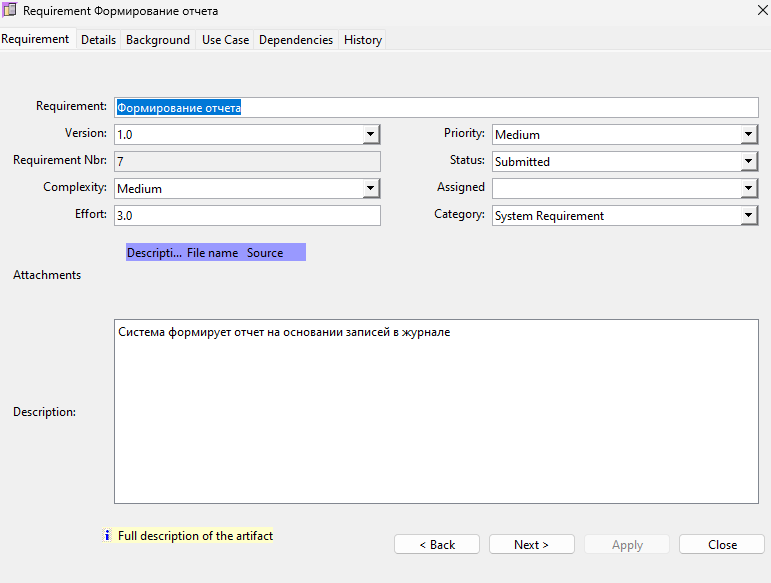 Requirement Формирование отчета
Requirement Details Background Use Case Dependencies History
Requirement: Формирование отчета
Version: 1.0 Priority: Medium
Requirement Nbr: 7 Status: Submitted
Complexity: Medium Assigned
Effort: 3.0 Category: System Requirement
Descripti... File name Source
Attachments
Система формирует отчет на основании записей в журнале
Description:
Full description of the artifact
< Back Next > Apply Close